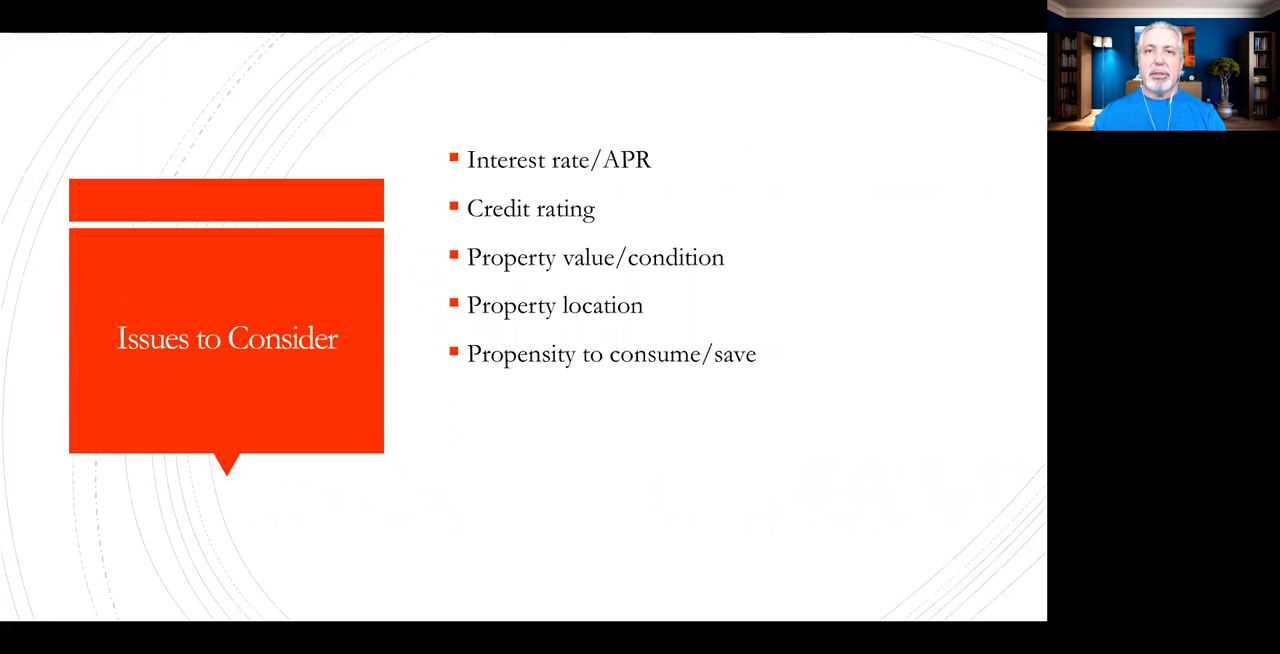 Issues to Consider
Interest rate/APR
Credit rating
Property value/condition
Property location
Propensity to consume/save